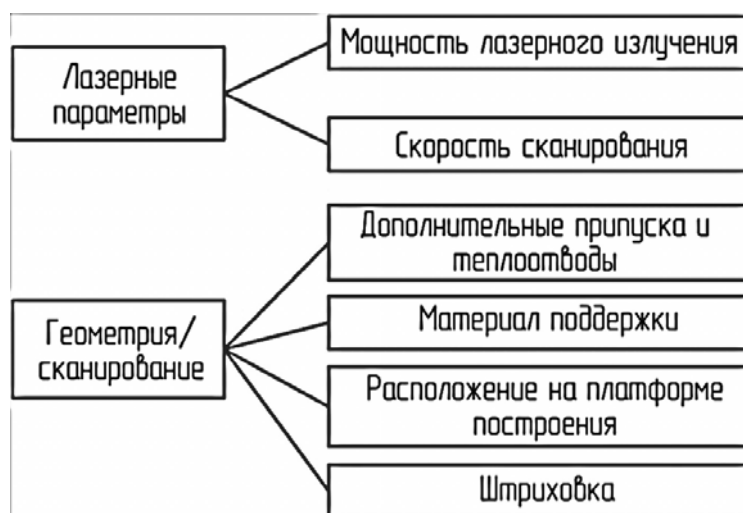 Мощность лазерного излучения
Лазерные
параметры
Скорость сканирования
Дополнительные припуска и
теплоотводы
Геометрия/
сканирование
Материал поддержки
Расположение на платформе
построения
Штриховка